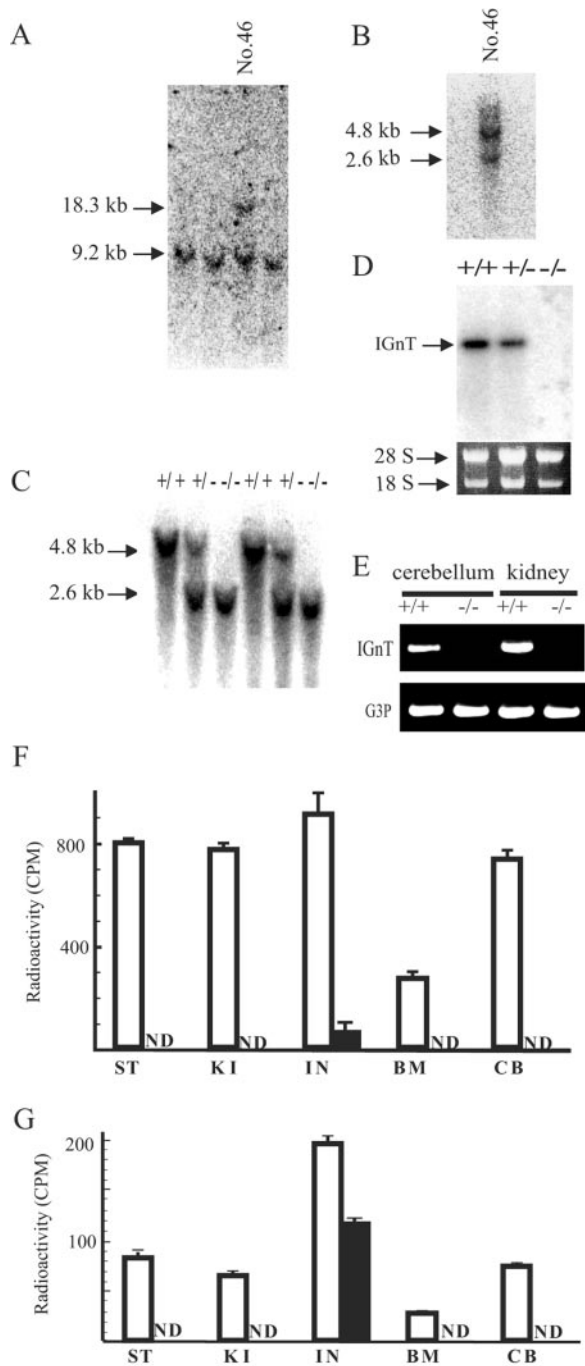 A
No.46
18.3 kb
9.2 kb
B
No.46
4.8 kb
2.6 kb
C
+/+ +/- -/- +/+ +/- -/-
4.8 kb
2.6 kb
D
+/+ +/- -/-
IGnT
28 S
18 S
E
cerebellum kidney
+/+ -/- +/+ -/-
IGnT
G3P
F
Radioactivity (CPM)
800
400
ND ND ND ND
ST KI IN BM CB
G
Radioactivity (CPM)
200
100
ND ND ND ND
ST KI IN BM CB